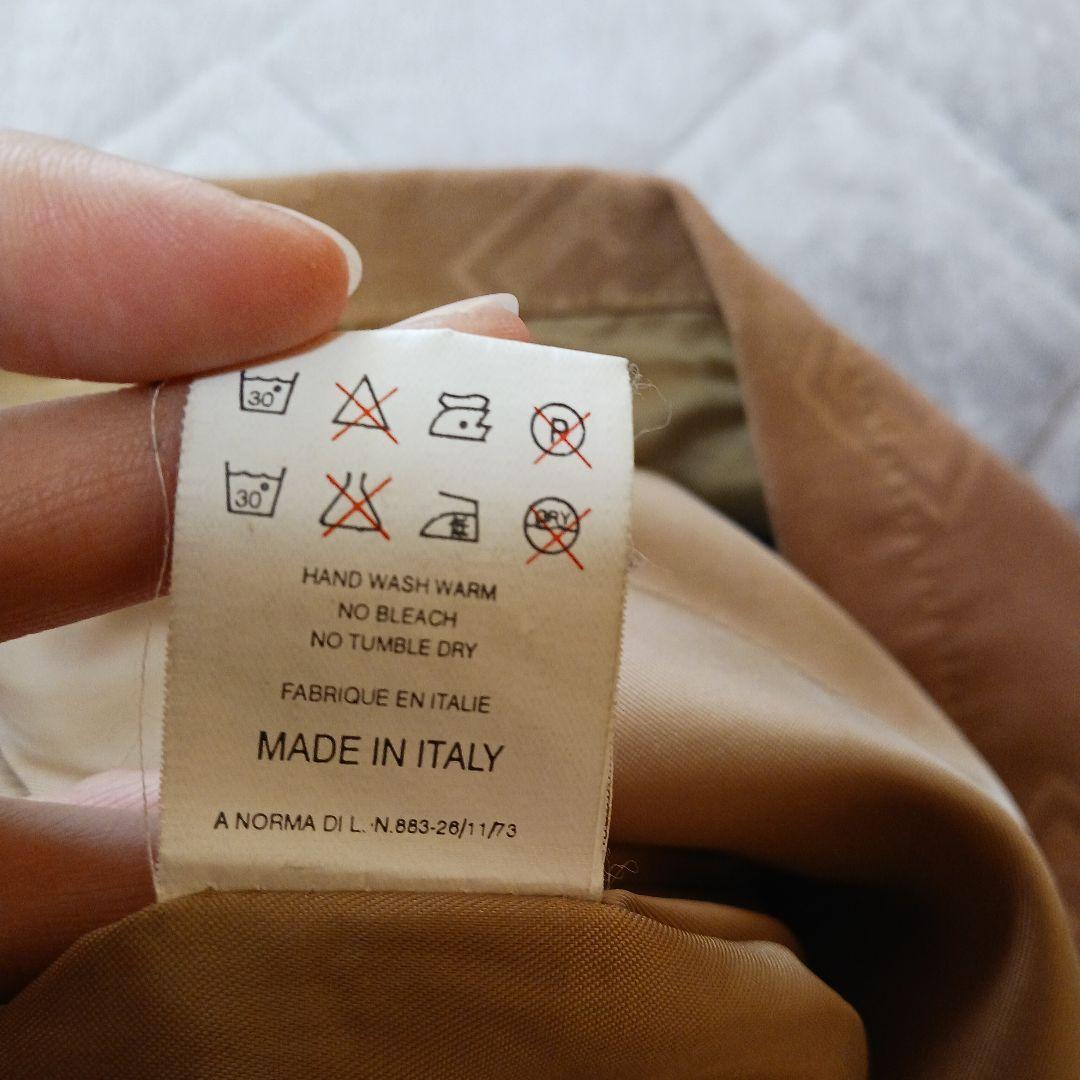 30°
P
30°
DRY
HAND WASH WARM
NO BLEACH
NO TUMBLE DRY
FABRIQUE EN ITALIE
MADE IN ITALY
A NORMA DI L. N.883-26/11/73